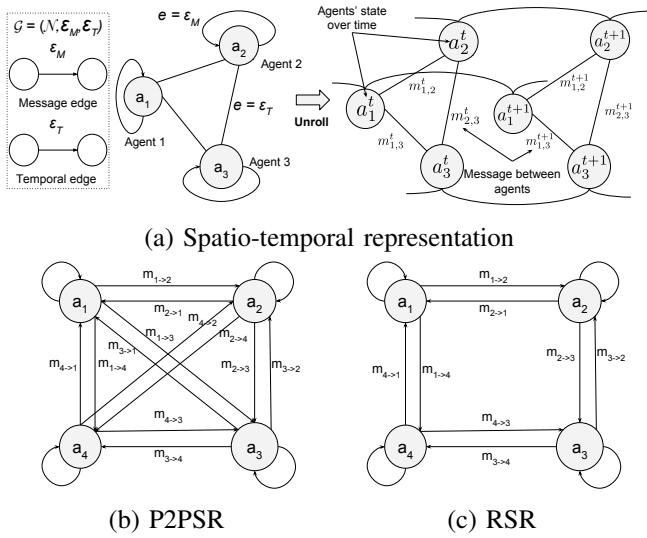 𝒢 = (𝒩, ℰ_M, ℰ_T)
ε_M
Message edge
ε_T
Temporal edge
e = ε_M
a_2
Agent 2
a_1
Agent 1
e = ε_T
Agent 3
a_3
Unroll
Agents' state
over time
a_2^t
a_2^{t+1}
m_{1,2}^t
m_{1,2}^{t+1}
a_1^t
a_1^{t+1}
m_{2,3}^t
m_{2,3}^{t+1}
m_{1,3}^t
m_{1,3}^{t+1}
a_3^t
a_3^{t+1}
Message between
agents
(a) Spatio-temporal representation
m_{1->2}
a_1
a_2
m_{2->1}
m_{4->2}
m_{1->3}
m_{2->4}
m_{3->1}
m_{4->1}
m_{1->4}
m_{2->3}
m_{3->2}
m_{4->3}
a_4
a_3
m_{3->4}
(b) P2PSR
m_{1->2}
a_1
a_2
m_{2->1}
m_{2->3}
m_{3->2}
m_{4->1}
m_{1->4}
m_{4->3}
a_4
a_3
m_{3->4}
(c) RSR